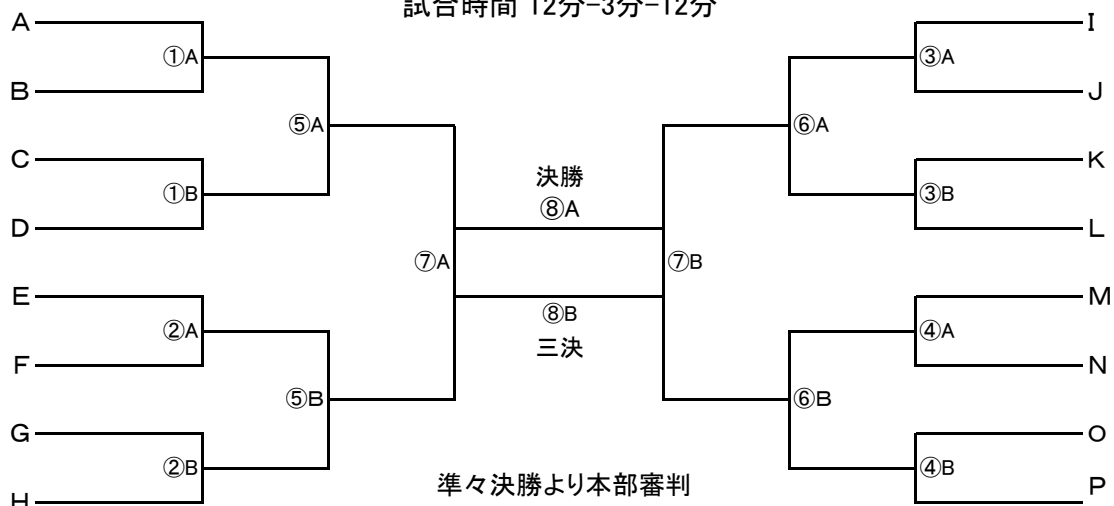 試合時間 12分-3分-12分
A
I
①A
③A
B
J
⑤A
⑥A
C
K
決勝
①B
③B
⑧A
D
L
⑦A
⑦B
E
M
⑧B
②A
④A
三決
F
N
⑤B
⑥B
G
O
②B
④B
準々決勝より本部審判
P
H